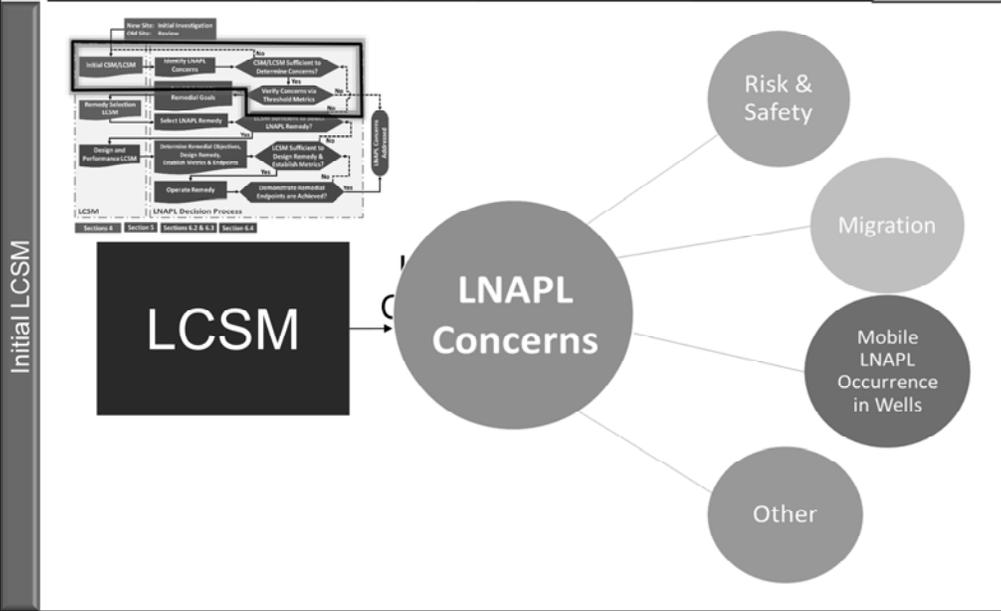 Initial LCSM
New Site: Initial Investigation
Old Site: Review
Initial CSM/LCSM
Identify LNAPL
Concerns
CSM/LCSM Sufficient to
Determine Concerns?
No
Yes
Verify Concerns via
Threshold Metrics
No
Remedial Goals
No
Remedy Selection
LCSM
Select LNAPL Remedy
LNAPL Remedy?
Yes
No
LNAPL Concerns
Addressed
Design and
Performance LCSM
Determine Remedial Objectives,
Design Remedy,
Establish Metrics & Endpoints
LCSM Sufficient to
Design Remedy &
Establish Metrics?
Yes
No
Operate Remedy
Demonstrate Remedial
Endpoints are Achieved?
Yes
LCSM
LNAPL Decision Process
Sections 4
Section 5
Sections 6.2 & 6.3
Section 6.4
LCSM
LNAPL
Concerns
Risk &
Safety
Migration
Mobile
LNAPL
Occurrence
in Wells
Other